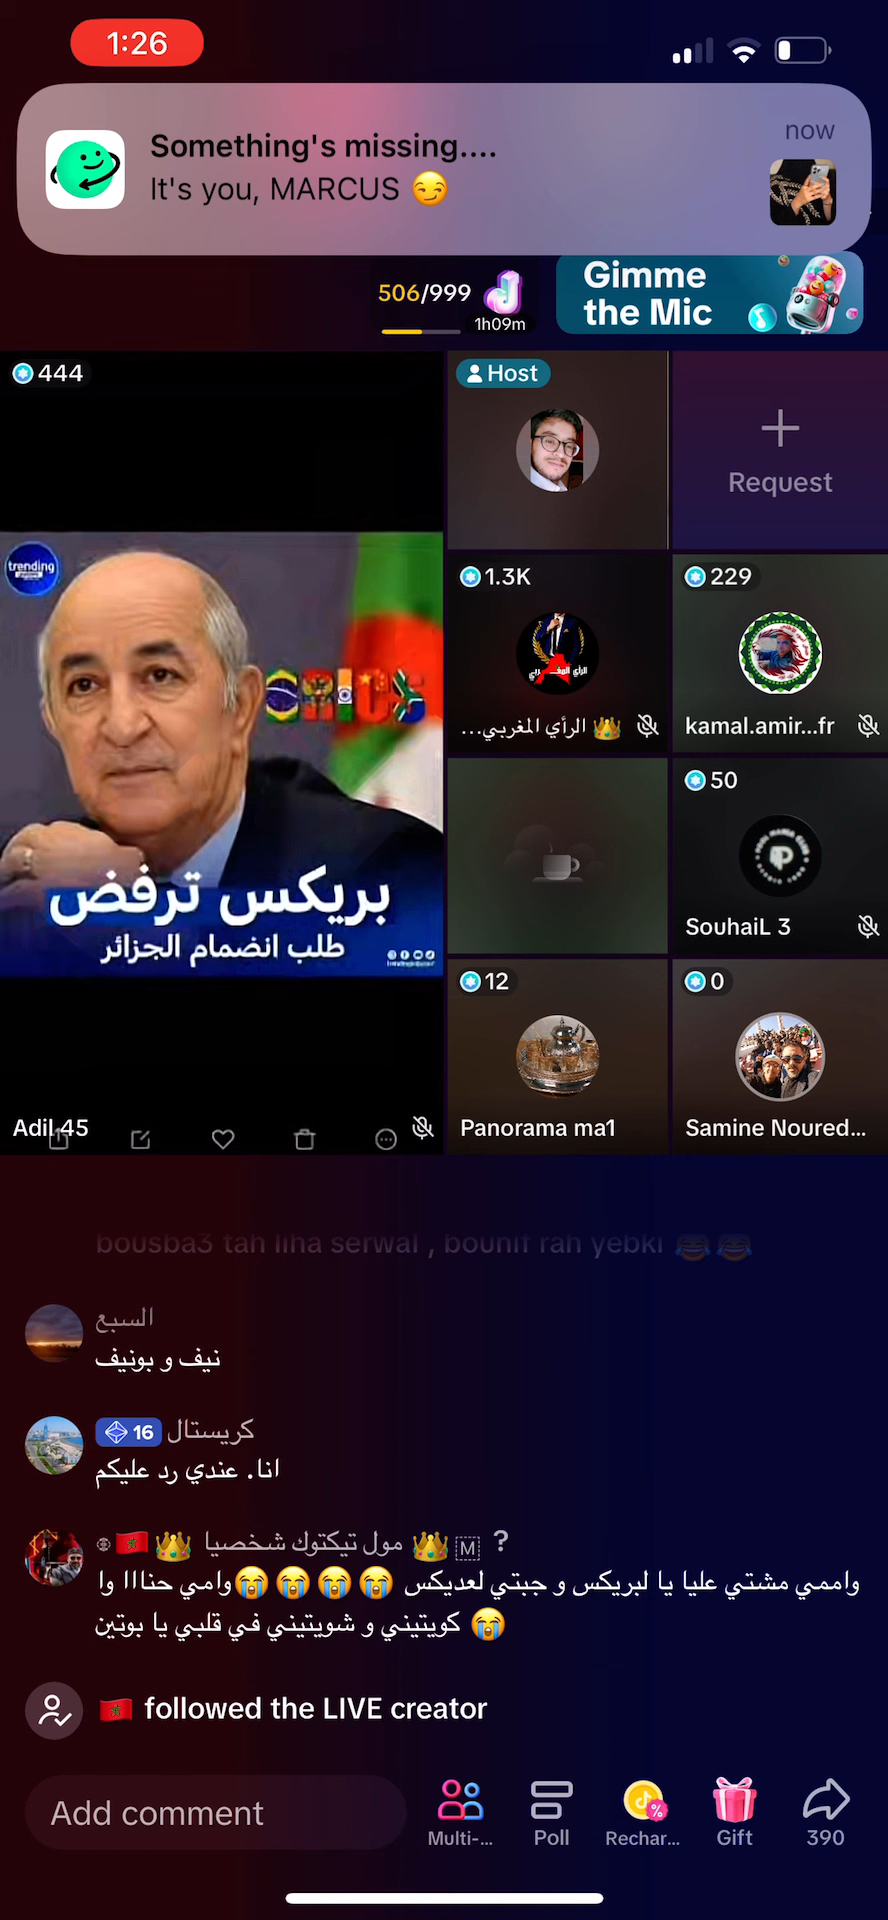 1:26
Something's missing....
now
It's you, MARCUS 😏
506/999
1h09m
Gimme
the Mic
444
Host
Request
trending
1.3K
229
الرأي المغربي...
kamal.amir...fr
بريكس ترفض
طلب انضمام الجزائر
50
SouhaiL 3
12
0
Adil 45
Panorama ma1
Samine Noured...
bousba3 tah liha serwal , bounif rah yebki 😂😂
السبع
نيف و بونيف
16 كريستال
انا. عندي رد عليكم
🇲🇦 👑 مول تيكتوك شخصيا 👑 M ?
واممي مشتي عليا يا لبريكس و جبتي لعديكس 😭😭😭😭وامي حنااا وا
كويتيني و شويتيني في قلبي يا بوتين 😭
🇲🇦 followed the LIVE creator
Add comment
Multi-...
Poll
Rechar...
Gift
390